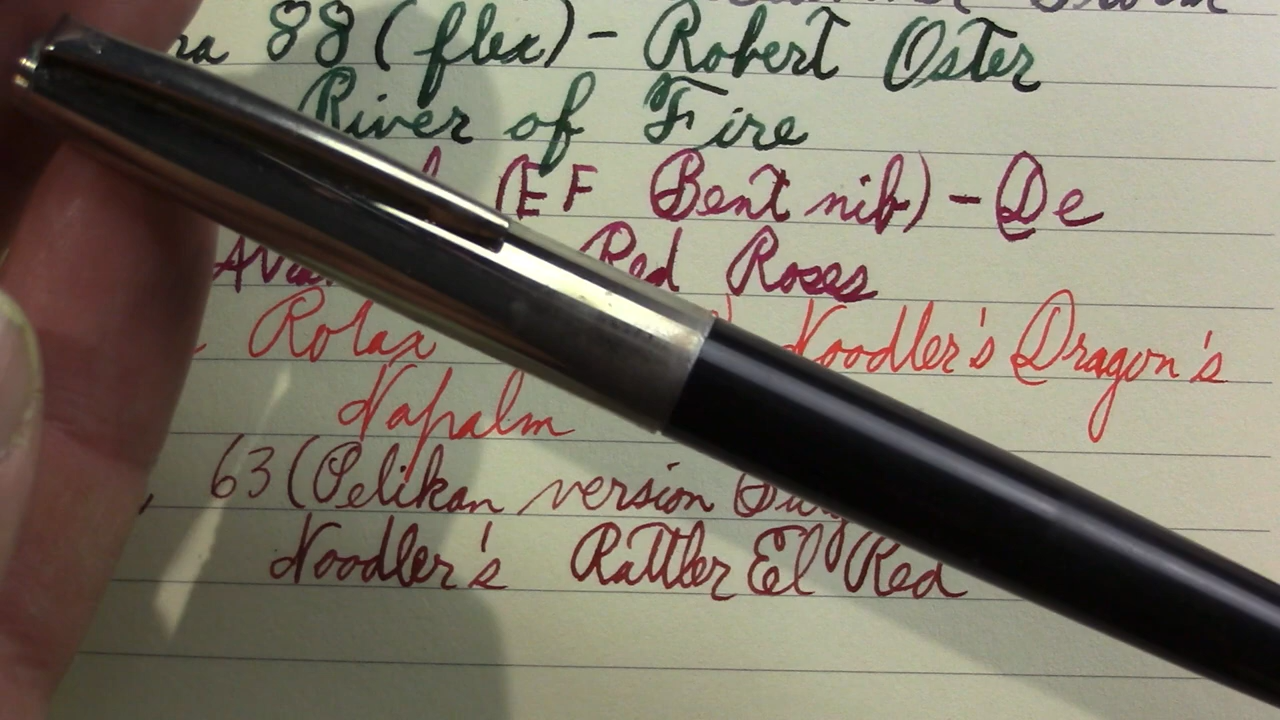 88 (flex) - Robert Oster
River of Fire
(EF Bent nib) - De
Red Roses
Rolax Noodler's Dragon's
Napalm
63 (Pelikan version
Noodler's Rattler El Red